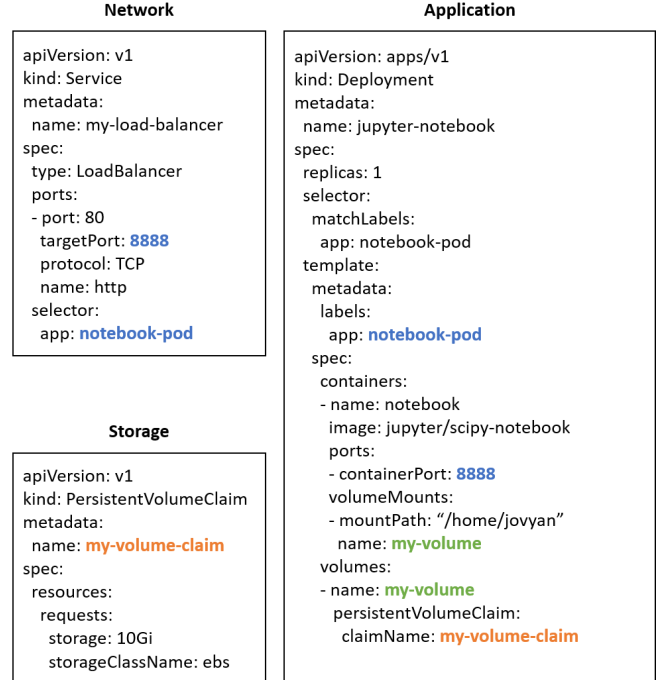 Network
apiVersion: v1
kind: Service
metadata:
name: my-load-balancer
spec:
type: LoadBalancer
ports:
- port: 80
targetPort: 8888
protocol: TCP
name: http
selector:
app: notebook-pod
Storage
apiVersion: v1
kind: PersistentVolumeClaim
metadata:
name: my-volume-claim
spec:
resources:
requests:
storage: 10Gi
storageClassName: ebs
Application
apiVersion: apps/v1
kind: Deployment
metadata:
name: jupyter-notebook
spec:
replicas: 1
selector:
matchLabels:
app: notebook-pod
template:
metadata:
labels:
app: notebook-pod
spec:
containers:
- name: notebook
image: jupyter/scipy-notebook
ports:
- containerPort: 8888
volumeMounts:
- mountPath: “/home/jovyan”
name: my-volume
volumes:
- name: my-volume
persistentVolumeClaim:
claimName: my-volume-claim